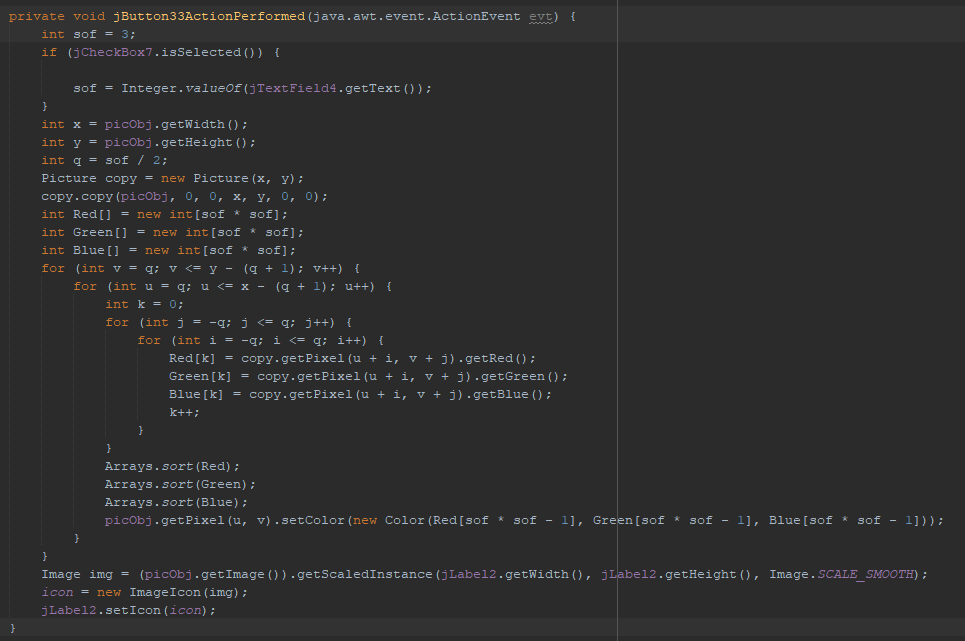 private void jButton33ActionPerformed(java.awt.event.ActionEvent evt) {
    int sof = 3;
    if (jCheckBox7.isSelected()) {

        sof = Integer.valueOf(jTextField4.getText());
    }
    int x = picObj.getWidth();
    int y = picObj.getHeight();
    int q = sof / 2;
    Picture copy = new Picture(x, y);
    copy.copy(picObj, 0, 0, x, y, 0, 0);
    int Red[] = new int[sof * sof];
    int Green[] = new int[sof * sof];
    int Blue[] = new int[sof * sof];
    for (int v = q; v <= y - (q + 1); v++) {
        for (int u = q; u <= x - (q + 1); u++) {
            int k = 0;
            for (int j = -q; j <= q; j++) {
                for (int i = -q; i <= q; i++) {
                    Red[k] = copy.getPixel(u + i, v + j).getRed();
                    Green[k] = copy.getPixel(u + i, v + j).getGreen();
                    Blue[k] = copy.getPixel(u + i, v + j).getBlue();
                    k++;
                }
            }
            Arrays.sort(Red);
            Arrays.sort(Green);
            Arrays.sort(Blue);
            picObj.getPixel(u, v).setColor(new Color(Red[sof * sof - 1], Green[sof * sof - 1], Blue[sof * sof - 1]));
        }
    }
    Image img = (picObj.getImage()).getScaledInstance(jLabel2.getWidth(), jLabel2.getHeight(), Image.SCALE_SMOOTH);
    icon = new ImageIcon(img);
    jLabel2.setIcon(icon);
}